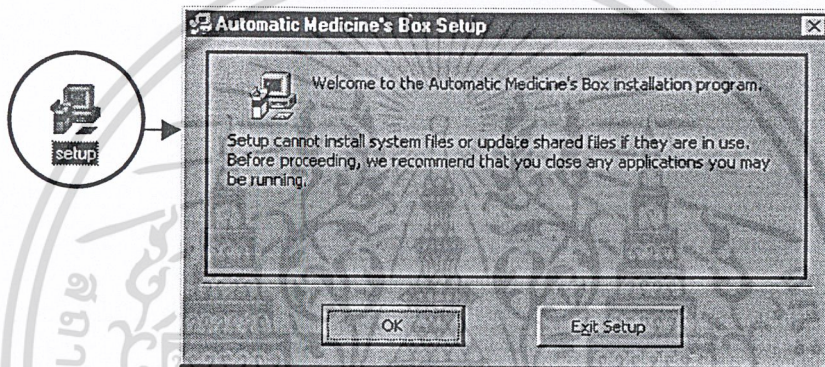 Automatic Medicine's Box Setup
setup
Welcome to the Automatic Medicine's Box installation program.
Setup cannot install system files or update shared files if they are in use.
Before proceeding, we recommend that you close any applications you may
be running.
OK
Exit Setup